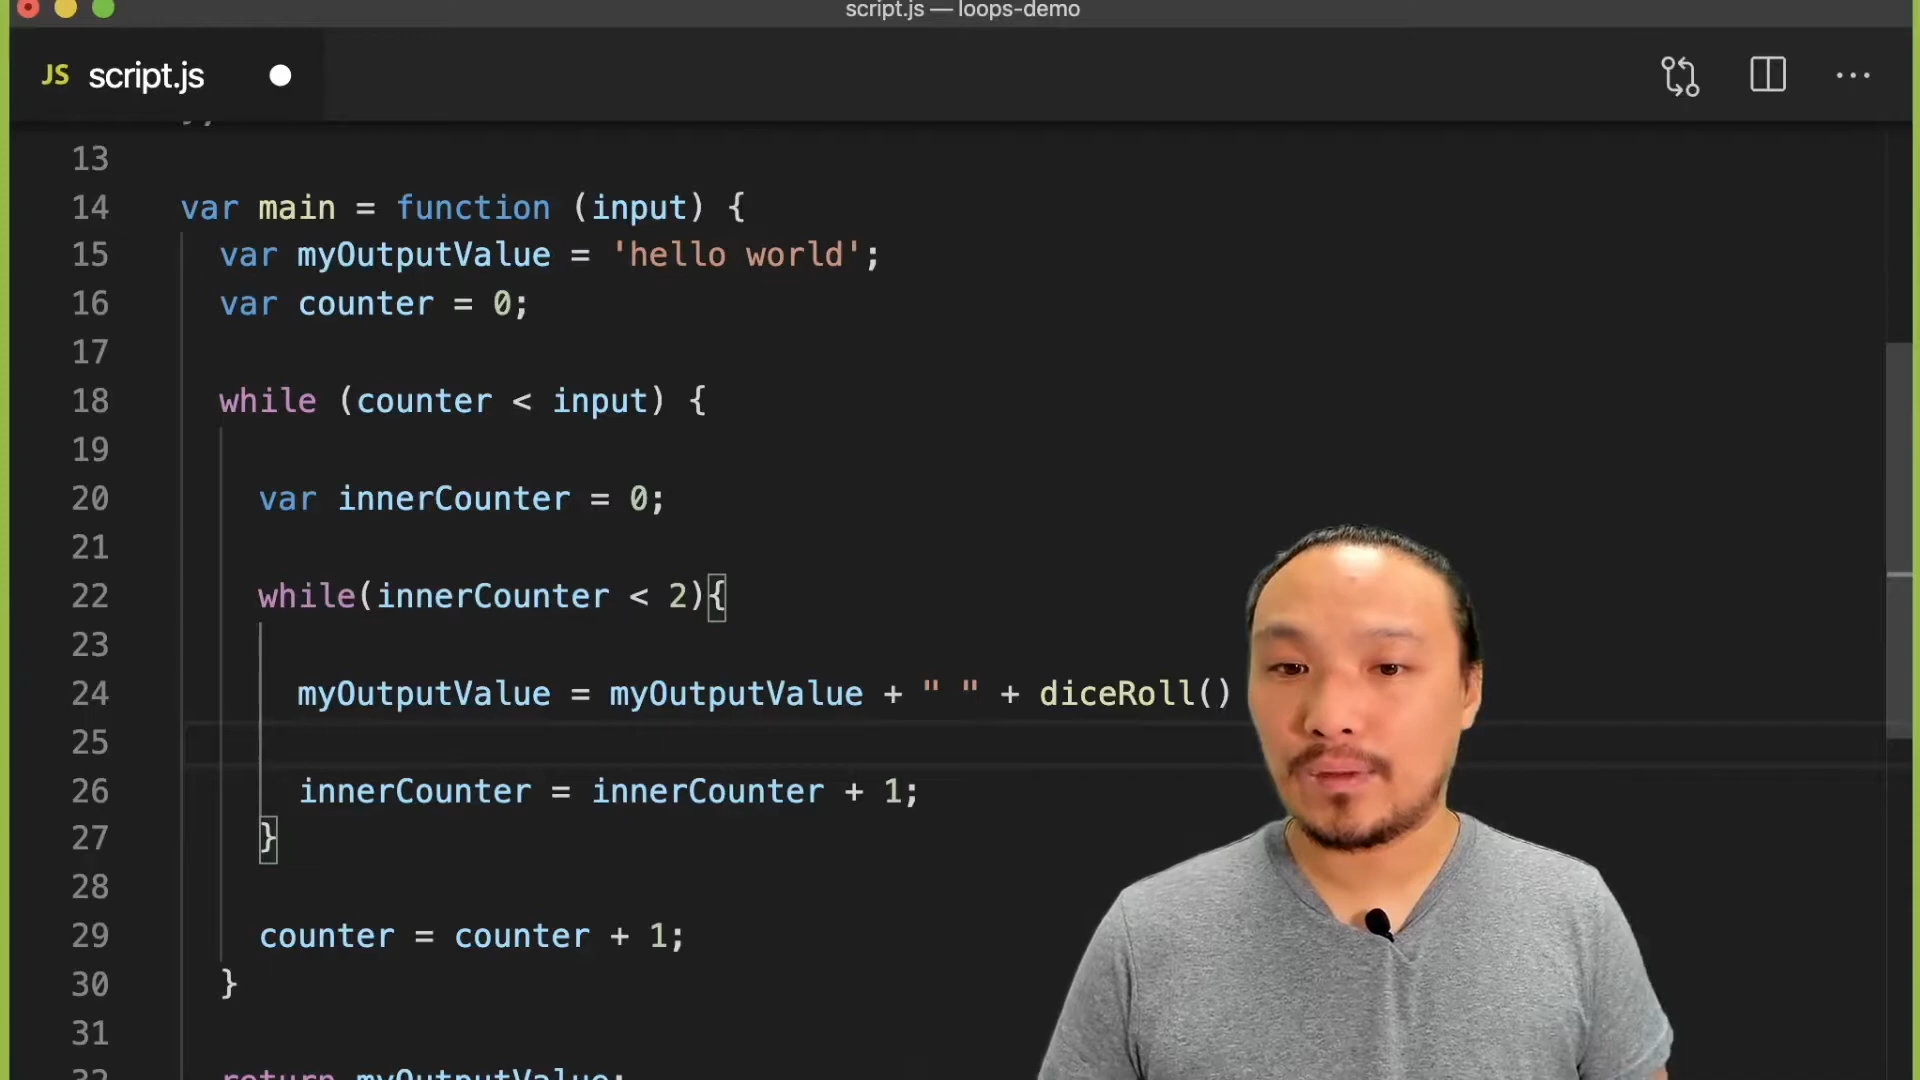 script.js — loops-demo
JS script.js
13
14 var main = function (input) {
15 var myOutputValue = 'hello world';
16 var counter = 0;
17
18 while (counter < input) {
19
20 var innerCounter = 0;
21
22 while(innerCounter < 2){
23
24 myOutputValue = myOutputValue + " " + diceRoll()
25
26 innerCounter = innerCounter + 1;
27 }
28
29 counter = counter + 1;
30 }
31
32 return myOutputValue;